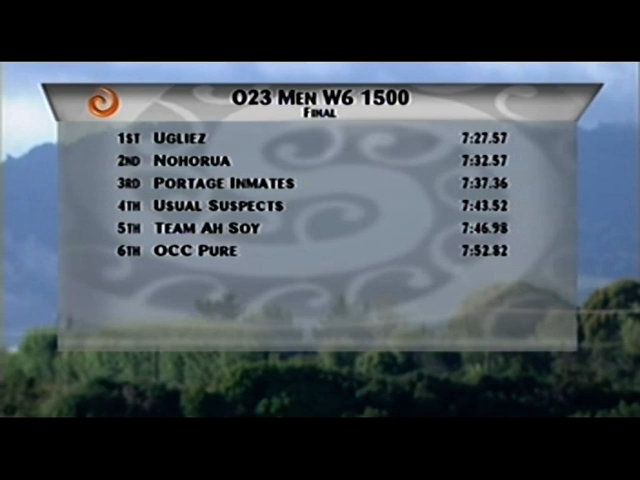 O23 Men W6 1500
Final
1st Ugliez 7:27.57
2nd Nohorua 7:32.57
3rd Portage Inmates 7:37.36
4th Usual Suspects 7:43.52
5th Team Ah Soy 7:46.98
6th OCC Pure 7:52.82